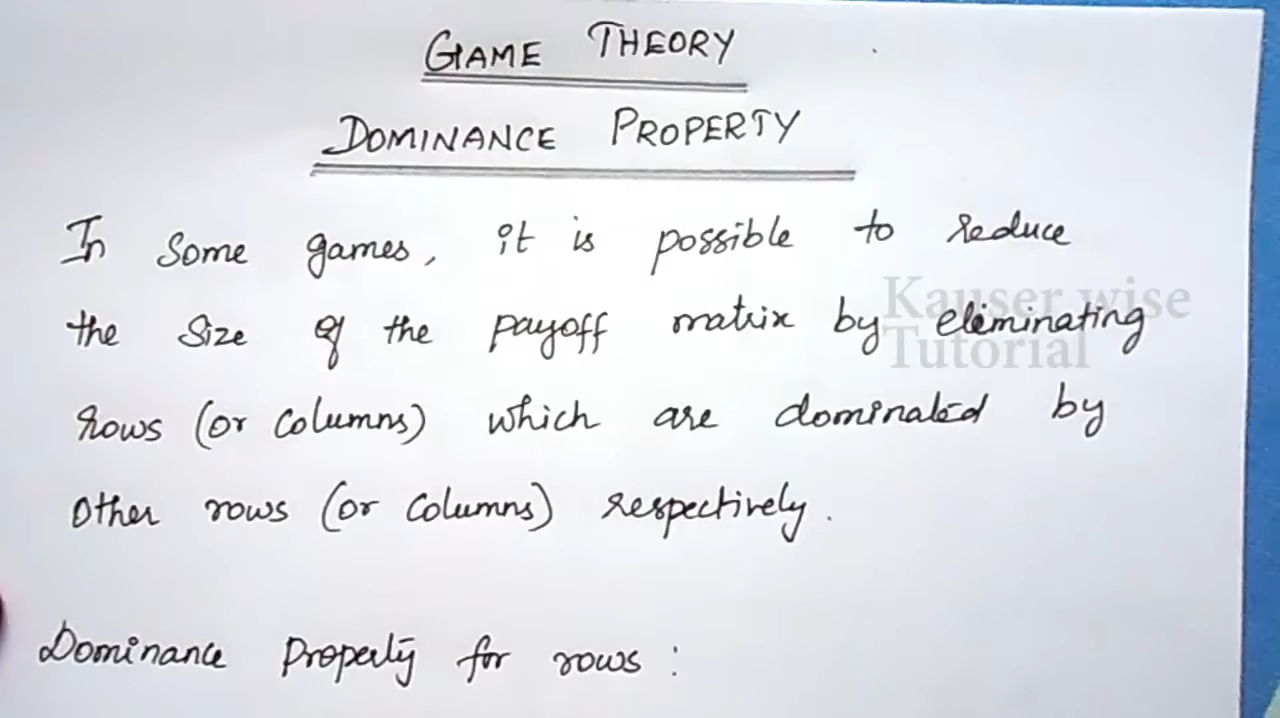 GAME THEORY
DOMINANCE PROPERTY
In Some games, it is possible to reduce
the Size of the payoff matrix by eliminating
rows (or Columns) which are dominated by
Other rows (or Columns) respectively.
Dominance Property for rows :
Kauser wise
Tutorial